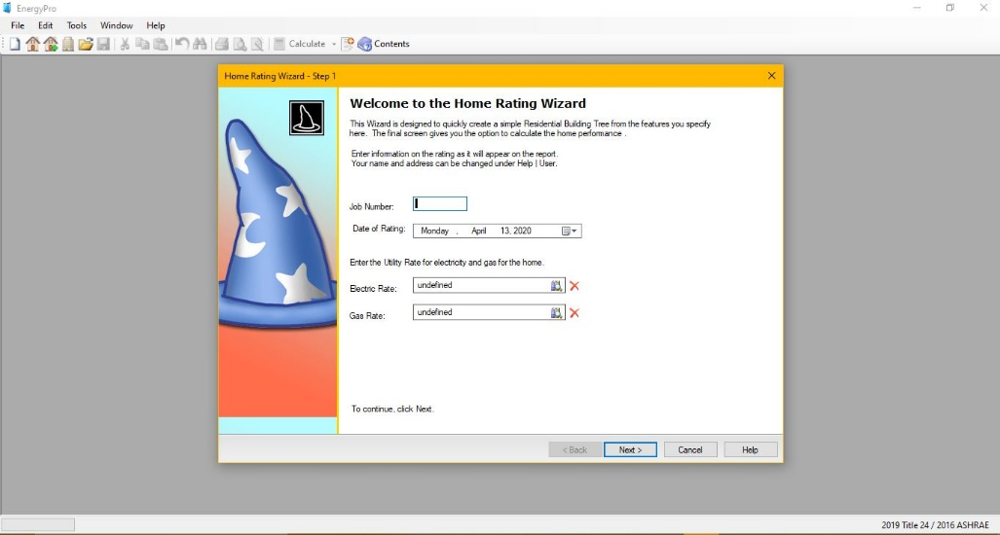 EnergyPro
File Edit Tools Window Help
Calculate Contents
Home Rating Wizard - Step 1
Welcome to the Home Rating Wizard
This Wizard is designed to quickly create a simple Residential Building Tree from the features you specify
here. The final screen gives you the option to calculate the home performance .
Enter information on the rating as it will appear on the report.
Your name and address can be changed under Help | User.
Job Number:
Date of Rating: Monday , April 13, 2020
Enter the Utility Rate for electricity and gas for the home.
Electric Rate: undefined
Gas Rate: undefined
To continue, click Next.
< Back Next > Cancel Help
2019 Title 24 / 2016 ASHRAE